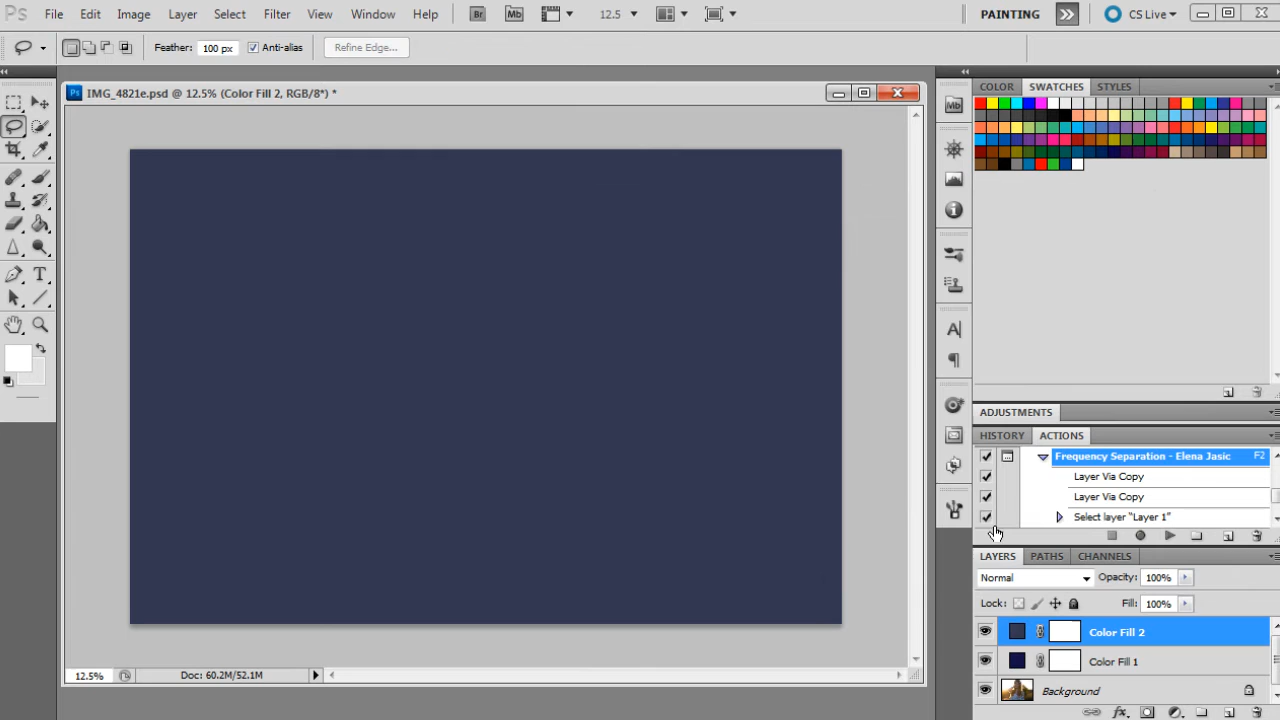 Ps File Edit Image Layer Select Filter View Window Help Br Mb 12.5 PAINTING CS Live
Feather: 100 px Anti-alias Refine Edge...
IMG_4821e.psd @ 12.5% (Color Fill 2, RGB/8*) *
COLOR SWATCHES STYLES
Mb
T
A
ADJUSTMENTS
HISTORY ACTIONS
Frequency Separation - Elena Jasic F2
Layer Via Copy
Layer Via Copy
Select layer "Layer 1"
LAYERS PATHS CHANNELS
Normal Opacity: 100%
Lock: Fill: 100%
Color Fill 2
Color Fill 1
Background
12.5% Doc: 60.2M/52.1M
fx